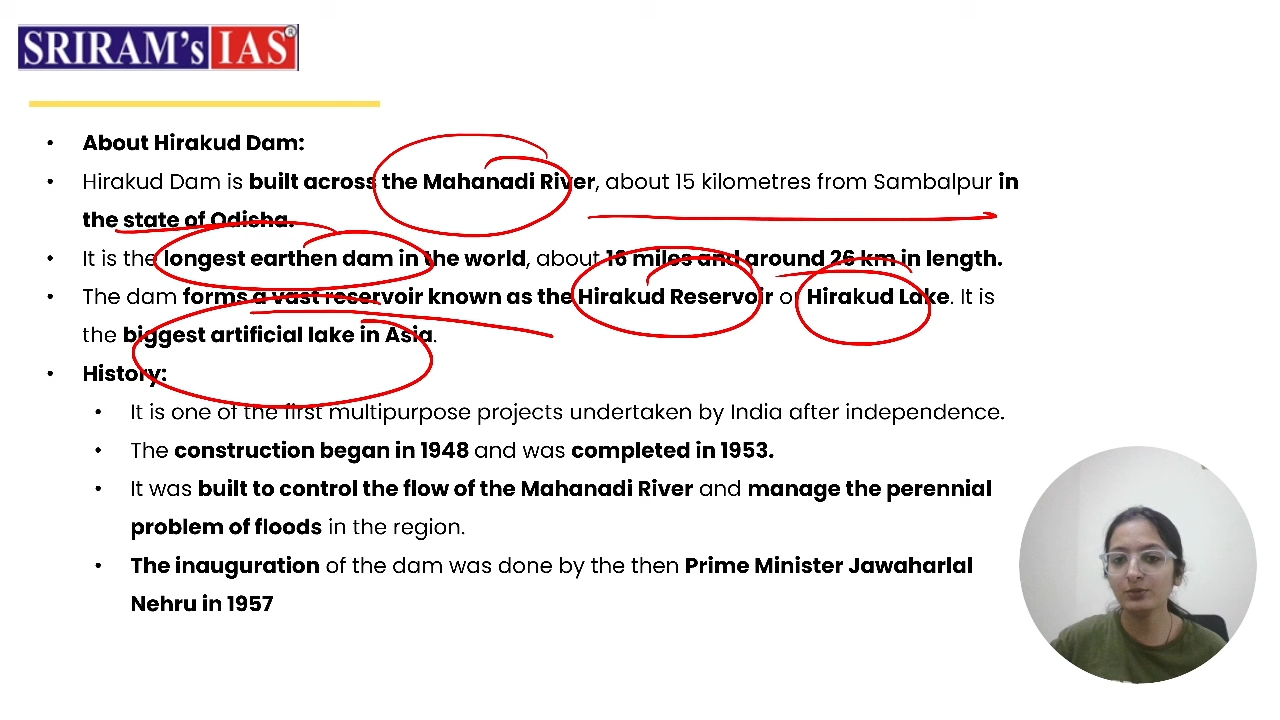 SRIRAM's IAS®
• About Hirakud Dam:
• Hirakud Dam is built across the Mahanadi River, about 15 kilometres from Sambalpur in
the state of Odisha.
It is the longest earthen dam in the world, about 16 miles and around 26 km in length.
• The dam forms a vast reservoir known as the Hirakud Reservoir or Hirakud Lake. It is
the biggest artificial lake in Asia.
• History:
• It is one of the first multipurpose projects undertaken by India after independence.
• The construction began in 1948 and was completed in 1953.
• It was built to control the flow of the Mahanadi River and manage the perennial
problem of floods in the region.
• The inauguration of the dam was done by the then Prime Minister Jawaharlal
Nehru in 1957